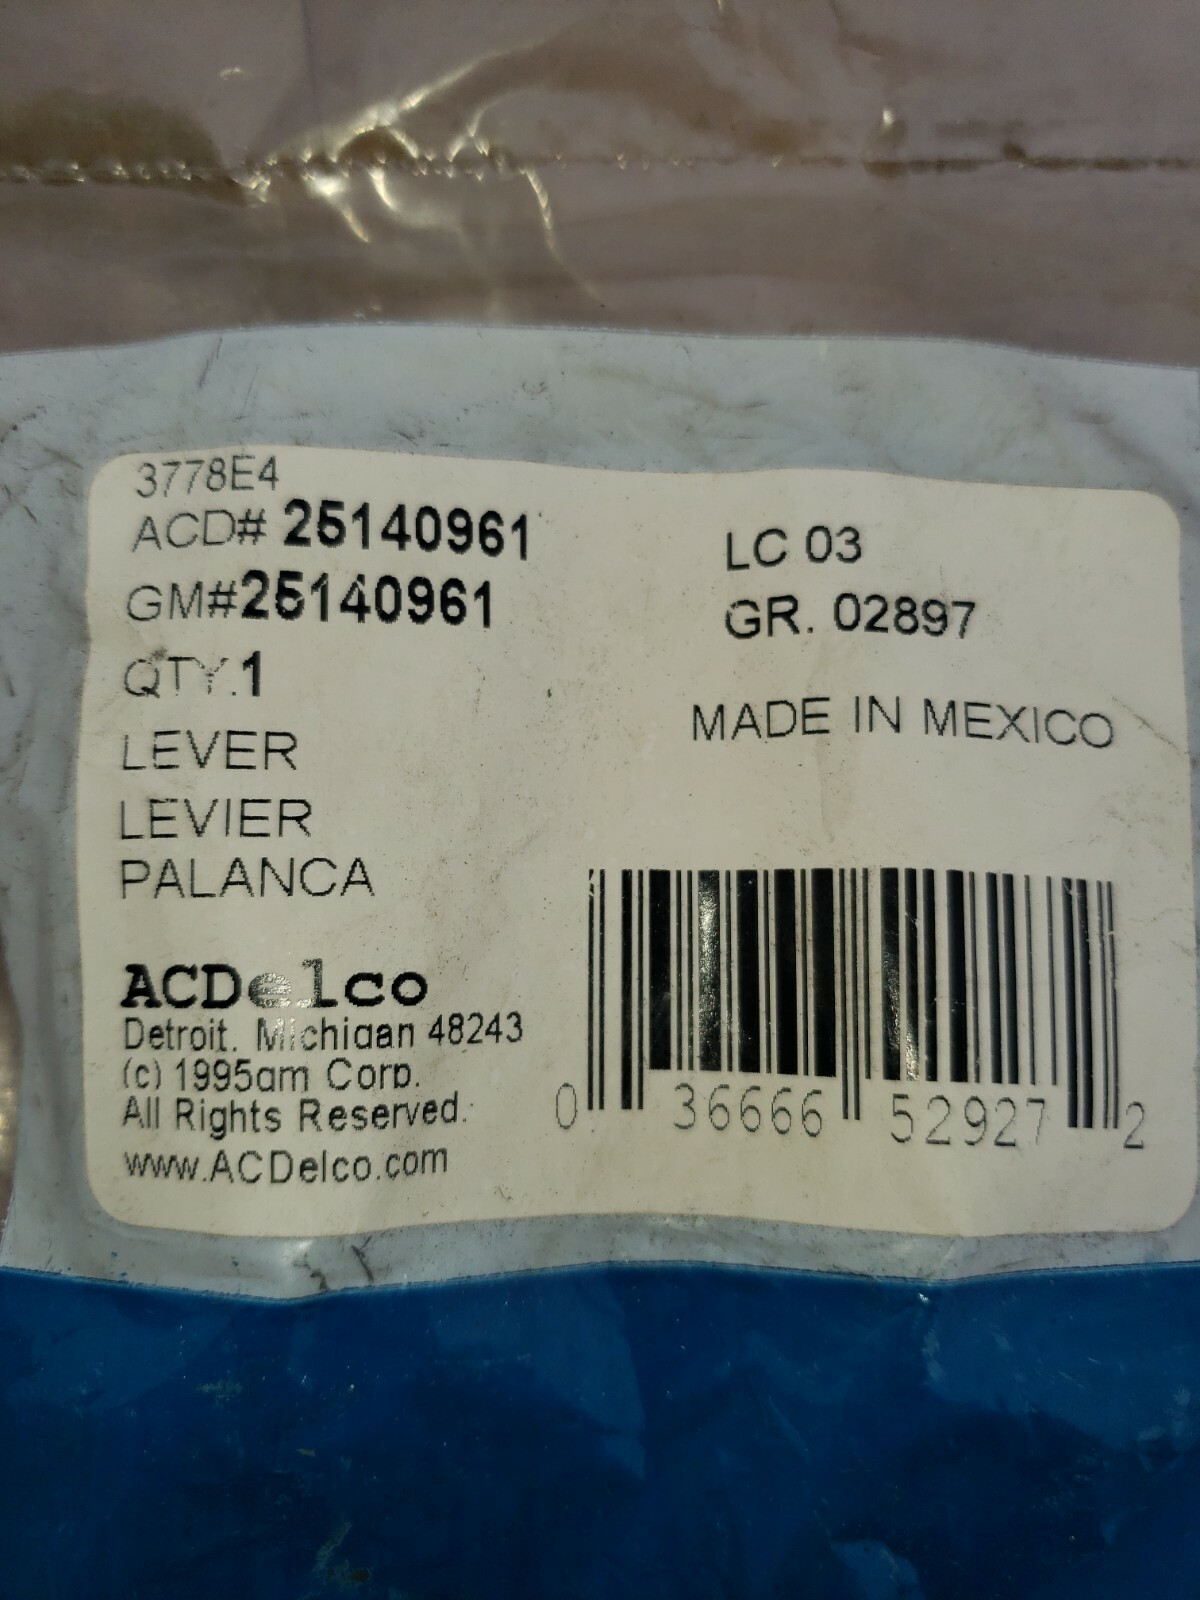 3778E4
ACD# 25140961
GM#25140961
QTY.1
LEVER
LEVIER
PALANCA
LC 03
GR. 02897
MADE IN MEXICO
ACDelco
Detroit. Michigan 48243
(c) 1995gm Corp.
All Rights Reserved.
www.ACDelco.com
0 36666 52927 2